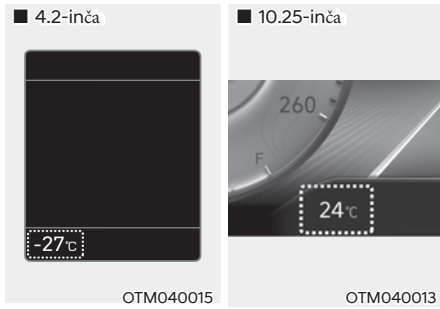 ■ 4.2-inča
-27℃
OTM040015
■ 10.25-inča
260
F
24℃
OTM040013